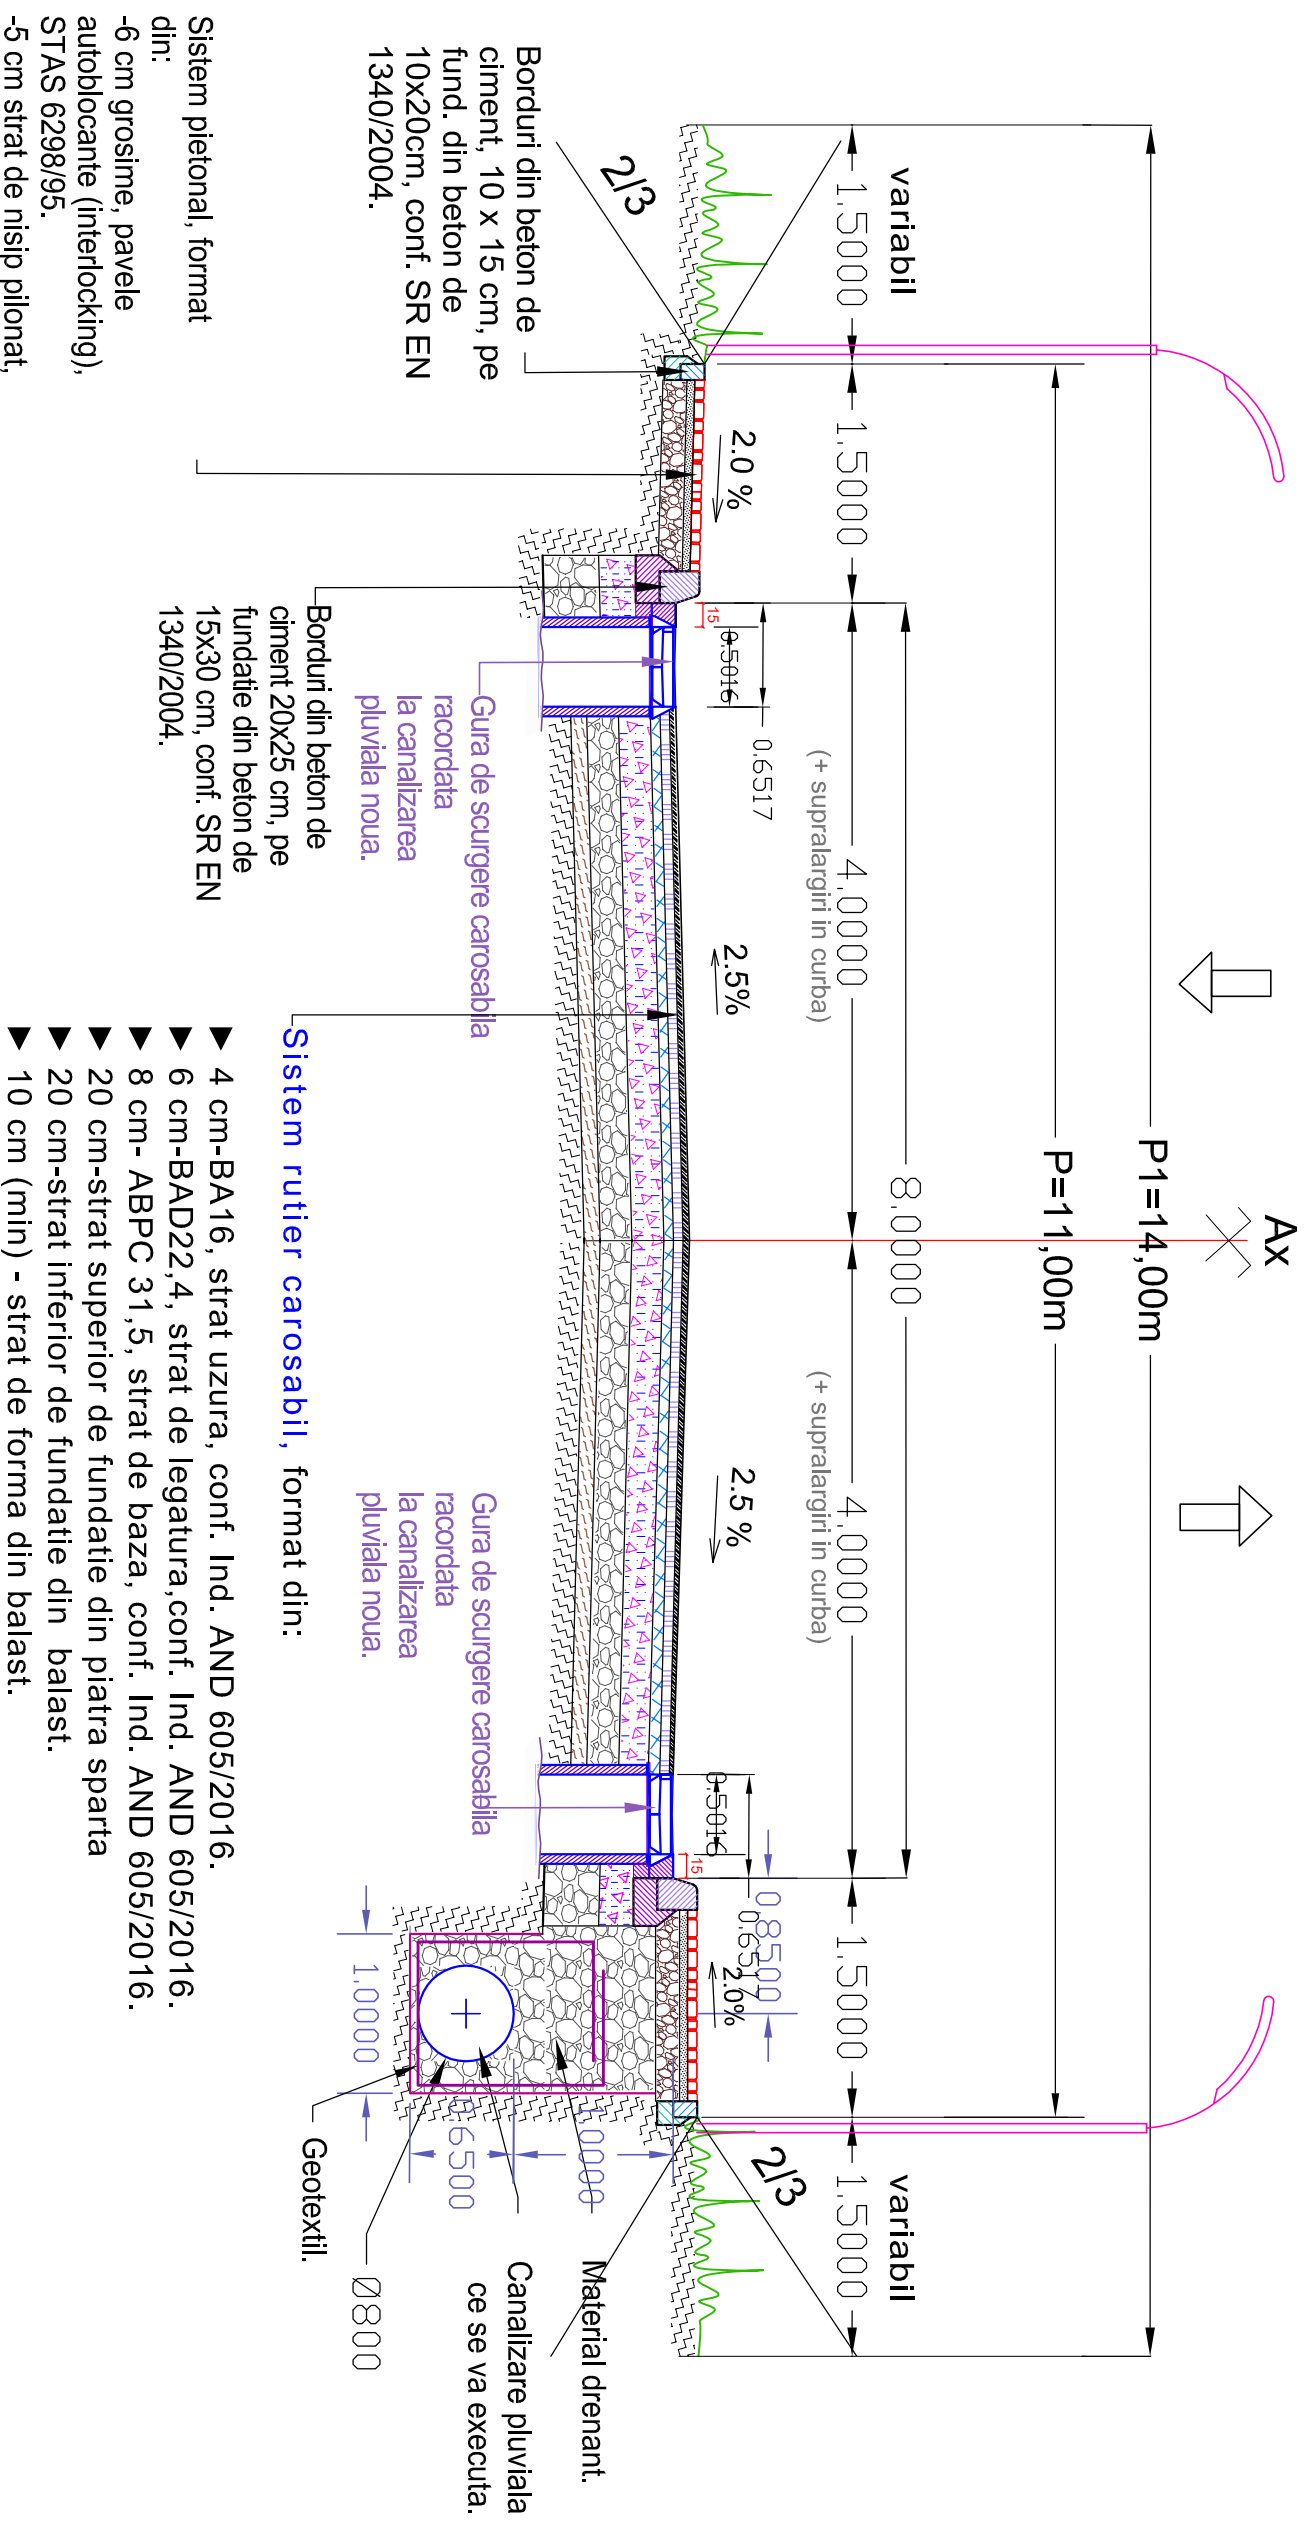 Ax
P1=14,00m
P=11,00m
8.0000
variabil
1.5000
1.5000
4.0000
(+ supralargiri in curba)
4.0000
(+ supralargiri in curba)
1.5000
variabil
1.5000
2/3
2.0 %
15
0.5016
0.6517
2.5%
2.5 %
0.5016
15
0.6517
0.8500
2.0%
2/3
Borduri din beton de
ciment, 10 x 15 cm, pe
fund. din beton de
10x20cm, conf. SR EN
1340/2004.
Sistem pietonal, format
din:
-6 cm grosime, pavele
autoblocante (interlocking),
STAS 6298/95.
-5 cm strat de nisip pilonat,
Borduri din beton de
ciment 20x25 cm, pe
fundatie din beton de
15x30 cm, conf. SR EN
1340/2004.
Gura de scurgere carosabila
racordata
la canalizarea
pluviala noua.
Sistem rutier carosabil, format din:
▶ 4 cm-BA16, strat uzura, conf. Ind. AND 605/2016.
▶ 6 cm-BAD22,4, strat de legatura,conf. Ind. AND 605/2016.
▶ 8 cm- ABPC 31,5, strat de baza, conf. Ind. AND 605/2016.
▶ 20 cm-strat superior de fundatie din piatra sparta
▶ 20 cm-strat inferior de fundatie din balast.
▶ 10 cm (min) - strat de forma din balast.
Gura de scurgere carosabila
racordata
la canalizarea
pluviala noua.
1.0000
0.6500
1.0000
Material drenant.
Canalizare pluviala
ce se va executa.
Ø800
Geotextil.